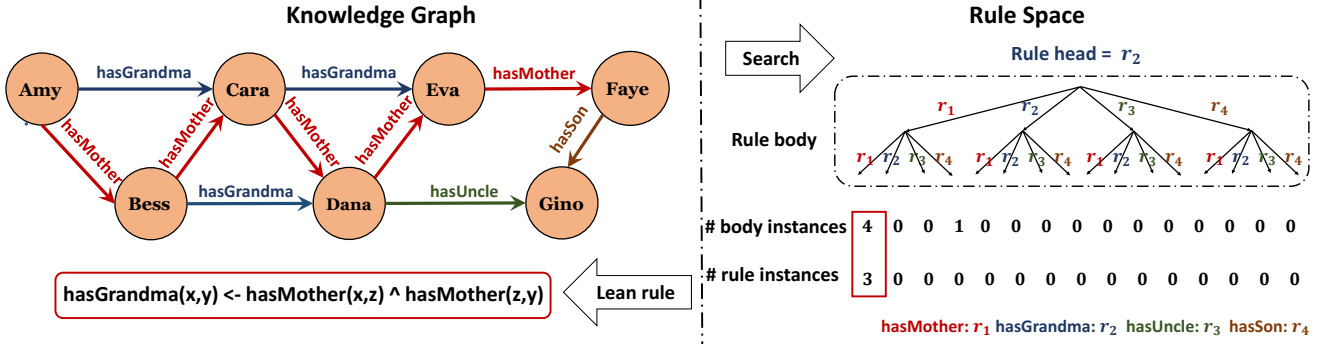 Knowledge Graph
Amy
hasGrandma
Cara
hasGrandma
Eva
hasMother
Faye
hasMother
hasMother
hasMother
hasMother
hasSon
Bess
hasGrandma
Dana
hasUncle
Gino
hasGrandma(x,y) <- hasMother(x,z) ^ hasMother(z,y)
Lean rule
Rule Space
Search
Rule head = r₂
Rule body
r₁ r₂ r₃ r₄
r₁ r₂ r₃ r₄ r₁ r₂ r₃ r₄ r₁ r₂ r₃ r₄ r₁ r₂ r₃ r₄
# body instances 4 0 0 1 0 0 0 0 0 0 0 0 0 0 0
# rule instances 3 0 0 0 0 0 0 0 0 0 0 0 0 0 0
hasMother: r₁ hasGrandma: r₂ hasUncle: r₃ hasSon: r₄